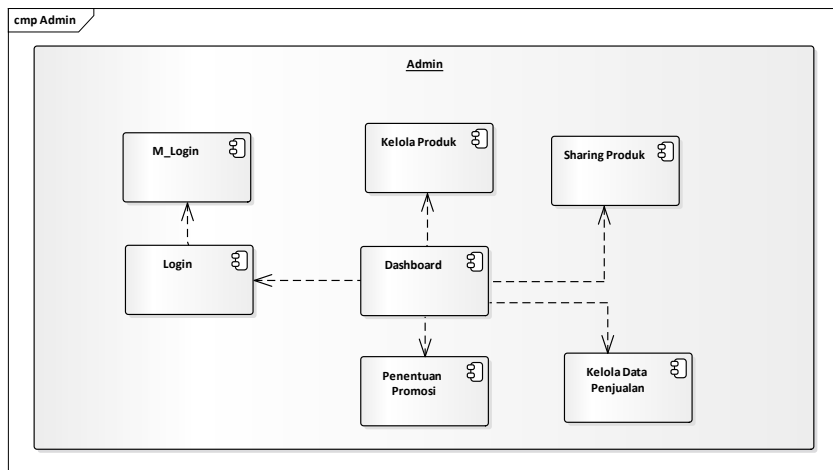 cmp Admin
Admin
M_Login
Kelola Produk
Sharing Produk
Login
Dashboard
Penentuan
Promosi
Kelola Data
Penjualan